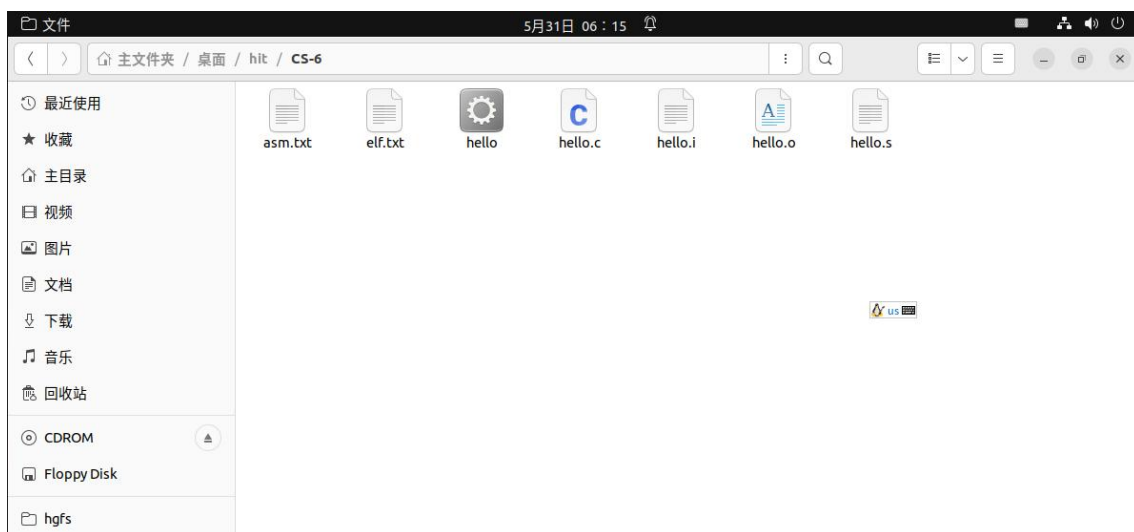 文件
5月31日 06：15
主文件夹 / 桌面 / hit / CS-6
最近使用
收藏
主目录
视频
图片
文档
下载
音乐
回收站
CDROM
Floppy Disk
hgfs
asm.txt elf.txt hello hello.c hello.i hello.o hello.s
us